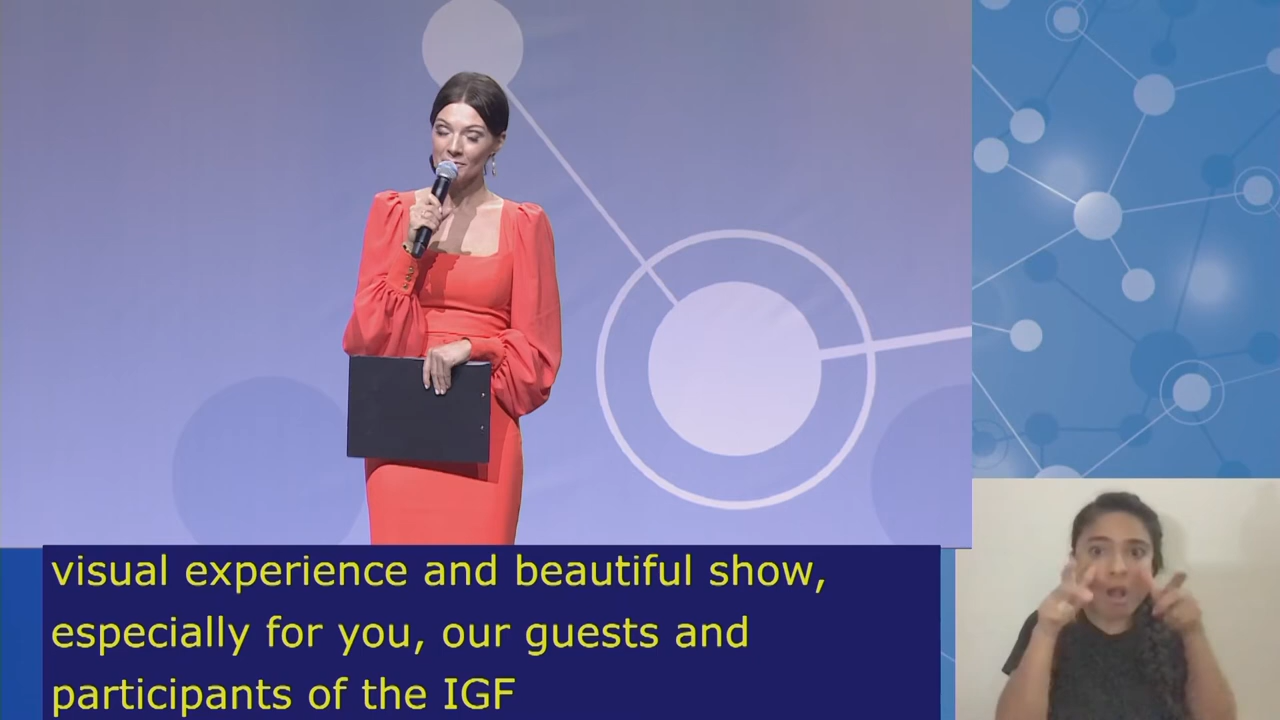 visual experience and beautiful show,
especially for you, our guests and
participants of the IGF